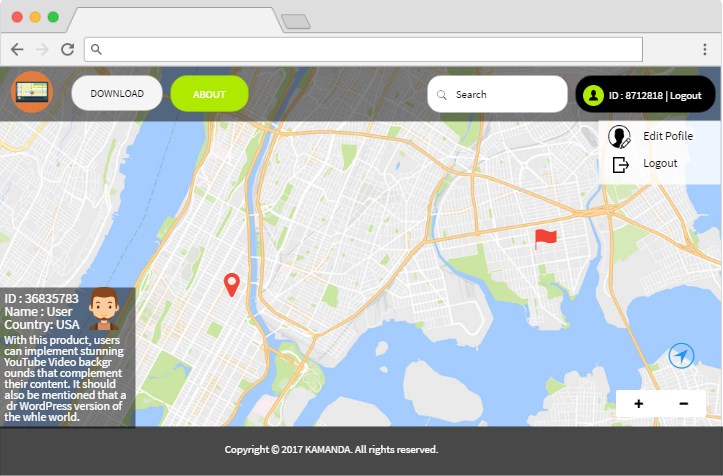 DOWNLOAD ABOUT Search ID : 8712818 | Logout
Edit Pofile
Logout
ID : 36835783
Name : User
Country: USA
With this product, users
can implement stunning
YouTube Video backgr
ounds that complement
their content. It should
also be mentioned that a
dr WordPress version of
the whle world.
+ −
Copyright © 2017 KAMANDA. All rights reserved.